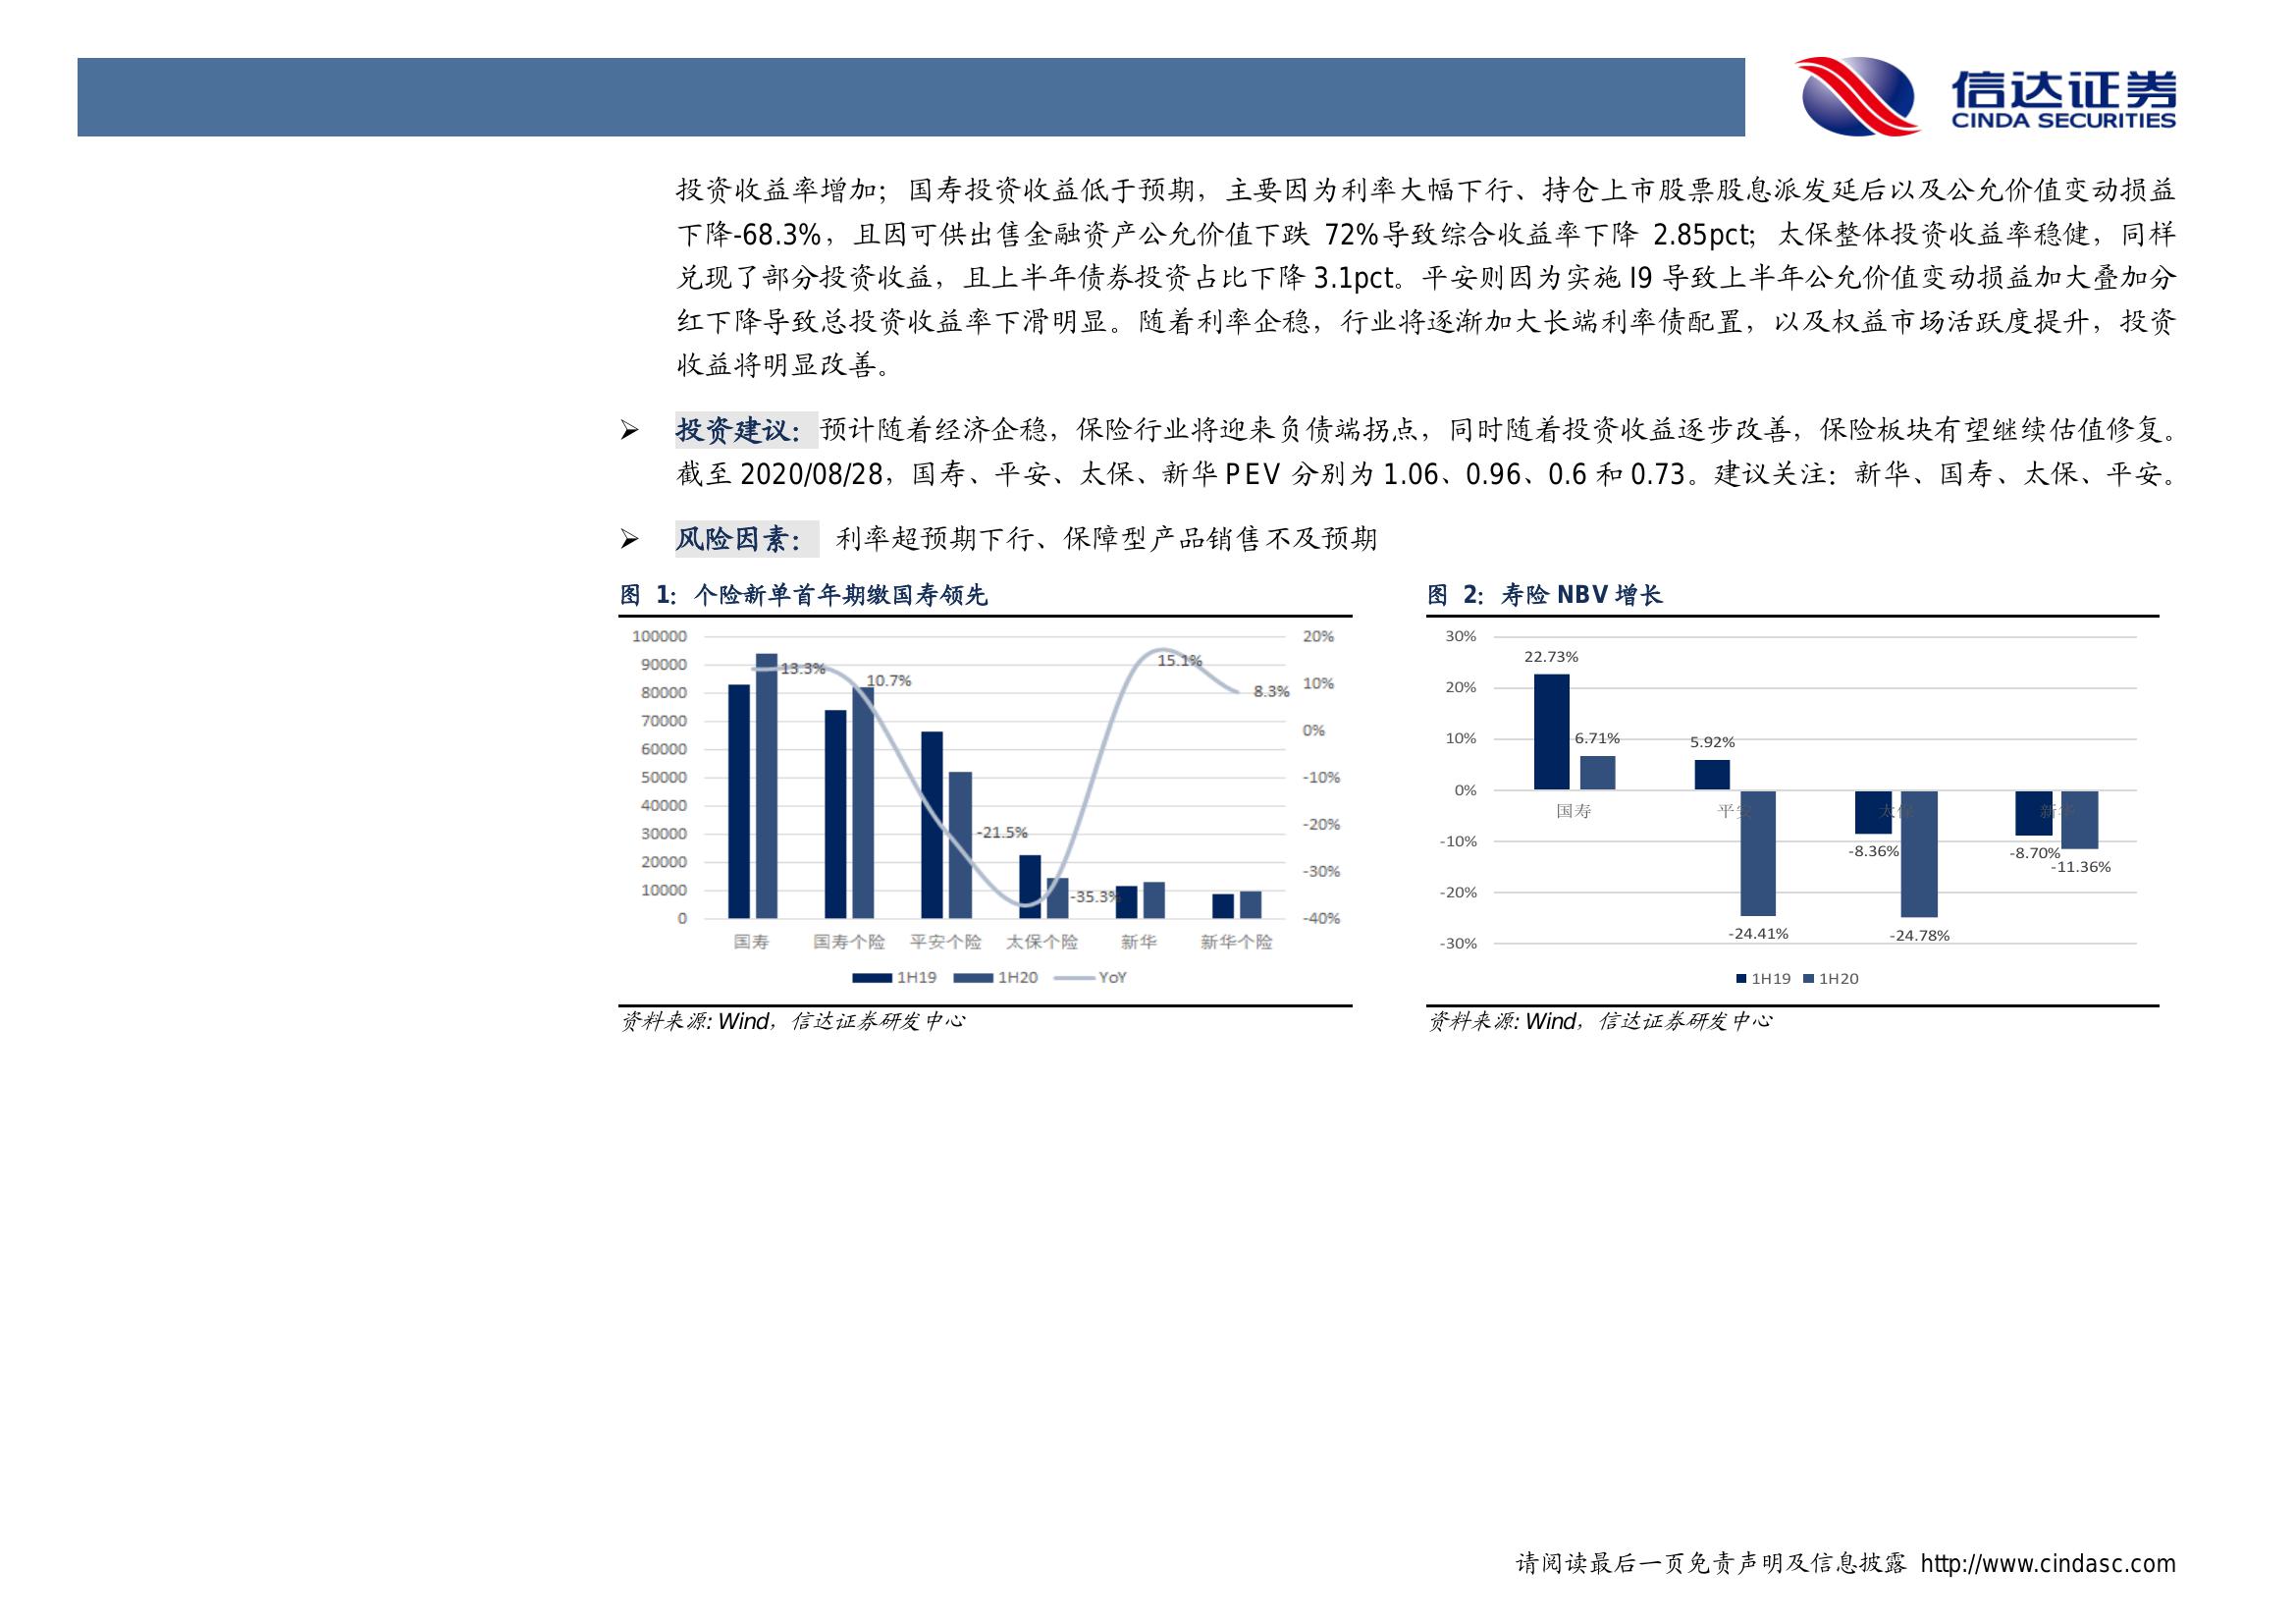 信达证券
CINDA SECURITIES
投资收益率增加；国寿投资收益低于预期，主要因为利率大幅下行、持仓上市股票股息派发延后以及公允价值变动损益
下降-68.3%，且因可供出售金融资产公允价值下跌 72%导致综合收益率下降 2.85pct；太保整体投资收益率稳健，同样
兑现了部分投资收益，且上半年债券投资占比下降 3.1pct。平安则因为实施 I9 导致上半年公允价值变动损益加大叠加分
红下降导致总投资收益率下滑明显。随着利率企稳，行业将逐渐加大长端利率债配置，以及权益市场活跃度提升，投资
收益将明显改善。
➢ 投资建议：预计随着经济企稳，保险行业将迎来负债端拐点，同时随着投资收益逐步改善，保险板块有望继续估值修复。
截至 2020/08/28，国寿、平安、太保、新华 PEV 分别为 1.06、0.96、0.6 和 0.73。建议关注：新华、国寿、太保、平安。
➢ 风险因素： 利率超预期下行、保障型产品销售不及预期
图 1：个险新单首年期缴国寿领先
100000
90000
80000
70000
60000
50000
40000
30000
20000
10000
0
20%
10%
0%
-10%
-20%
-30%
-40%
13.3%
10.7%
-21.5%
-35.3%
15.1%
8.3%
国寿 国寿个险 平安个险 太保个险 新华 新华个险
1H19 1H20 YoY
资料来源: Wind，信达证券研发中心
图 2：寿险 NBV 增长
30%
20%
10%
0%
-10%
-20%
-30%
22.73%
6.71%
5.92%
-24.41%
-8.36%
-24.78%
-8.70%
-11.36%
国寿 平安 太保 新华
1H19 1H20
资料来源: Wind，信达证券研发中心
请阅读最后一页免责声明及信息披露 http://www.cindasc.com